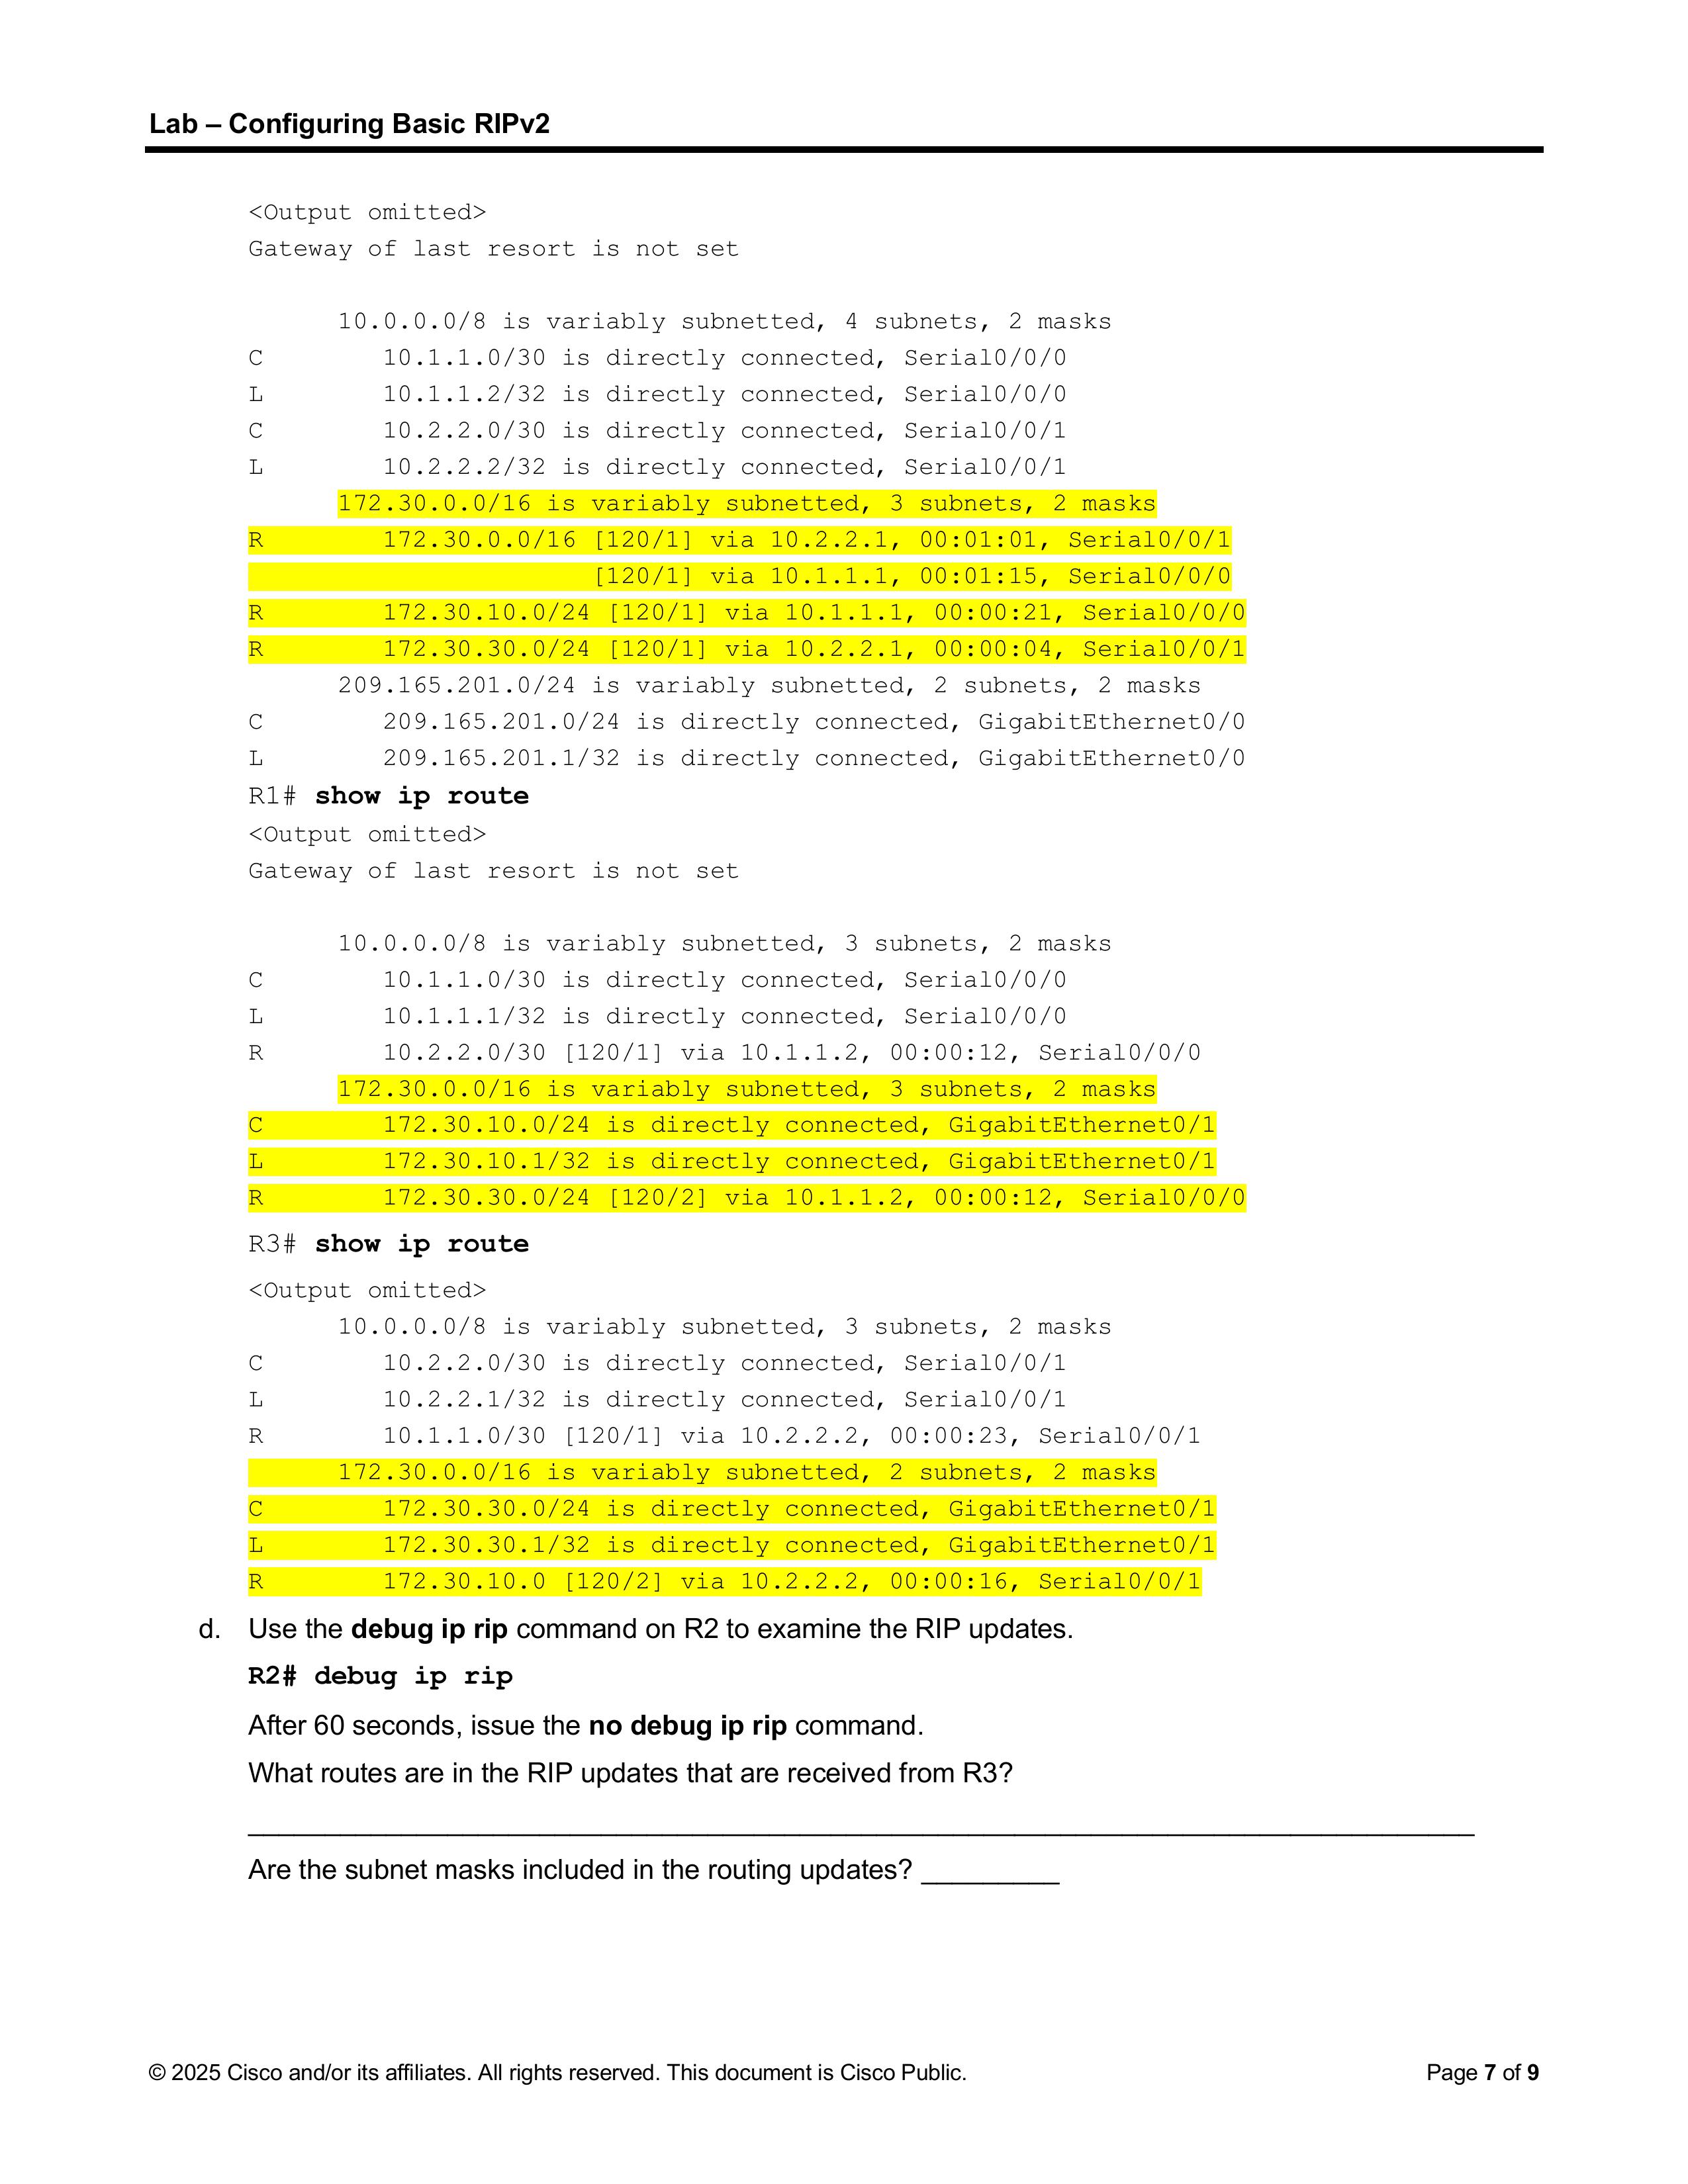 Lab – Configuring Basic RIPv2
<Output omitted>
Gateway of last resort is not set
10.0.0.0/8 is variably subnetted, 4 subnets, 2 masks
C 10.1.1.0/30 is directly connected, Serial0/0/0
L 10.1.1.2/32 is directly connected, Serial0/0/0
C 10.2.2.0/30 is directly connected, Serial0/0/1
L 10.2.2.2/32 is directly connected, Serial0/0/1
172.30.0.0/16 is variably subnetted, 3 subnets, 2 masks
R 172.30.0.0/16 [120/1] via 10.2.2.1, 00:01:01, Serial0/0/1
[120/1] via 10.1.1.1, 00:01:15, Serial0/0/0
R 172.30.10.0/24 [120/1] via 10.1.1.1, 00:00:21, Serial0/0/0
R 172.30.30.0/24 [120/1] via 10.2.2.1, 00:00:04, Serial0/0/1
209.165.201.0/24 is variably subnetted, 2 subnets, 2 masks
C 209.165.201.0/24 is directly connected, GigabitEthernet0/0
L 209.165.201.1/32 is directly connected, GigabitEthernet0/0
R1# show ip route
<Output omitted>
Gateway of last resort is not set
10.0.0.0/8 is variably subnetted, 3 subnets, 2 masks
C 10.1.1.0/30 is directly connected, Serial0/0/0
L 10.1.1.1/32 is directly connected, Serial0/0/0
R 10.2.2.0/30 [120/1] via 10.1.1.2, 00:00:12, Serial0/0/0
172.30.0.0/16 is variably subnetted, 3 subnets, 2 masks
C 172.30.10.0/24 is directly connected, GigabitEthernet0/1
L 172.30.10.1/32 is directly connected, GigabitEthernet0/1
R 172.30.30.0/24 [120/2] via 10.1.1.2, 00:00:12, Serial0/0/0
R3# show ip route
<Output omitted>
10.0.0.0/8 is variably subnetted, 3 subnets, 2 masks
C 10.2.2.0/30 is directly connected, Serial0/0/1
L 10.2.2.1/32 is directly connected, Serial0/0/1
R 10.1.1.0/30 [120/1] via 10.2.2.2, 00:00:23, Serial0/0/1
172.30.0.0/16 is variably subnetted, 2 subnets, 2 masks
C 172.30.30.0/24 is directly connected, GigabitEthernet0/1
L 172.30.30.1/32 is directly connected, GigabitEthernet0/1
R 172.30.10.0 [120/2] via 10.2.2.2, 00:00:16, Serial0/0/1
d. Use the debug ip rip command on R2 to examine the RIP updates.
R2# debug ip rip
After 60 seconds, issue the no debug ip rip command.
What routes are in the RIP updates that are received from R3?
Are the subnet masks included in the routing updates? _________
© 2025 Cisco and/or its affiliates. All rights reserved. This document is Cisco Public. Page 7 of 9